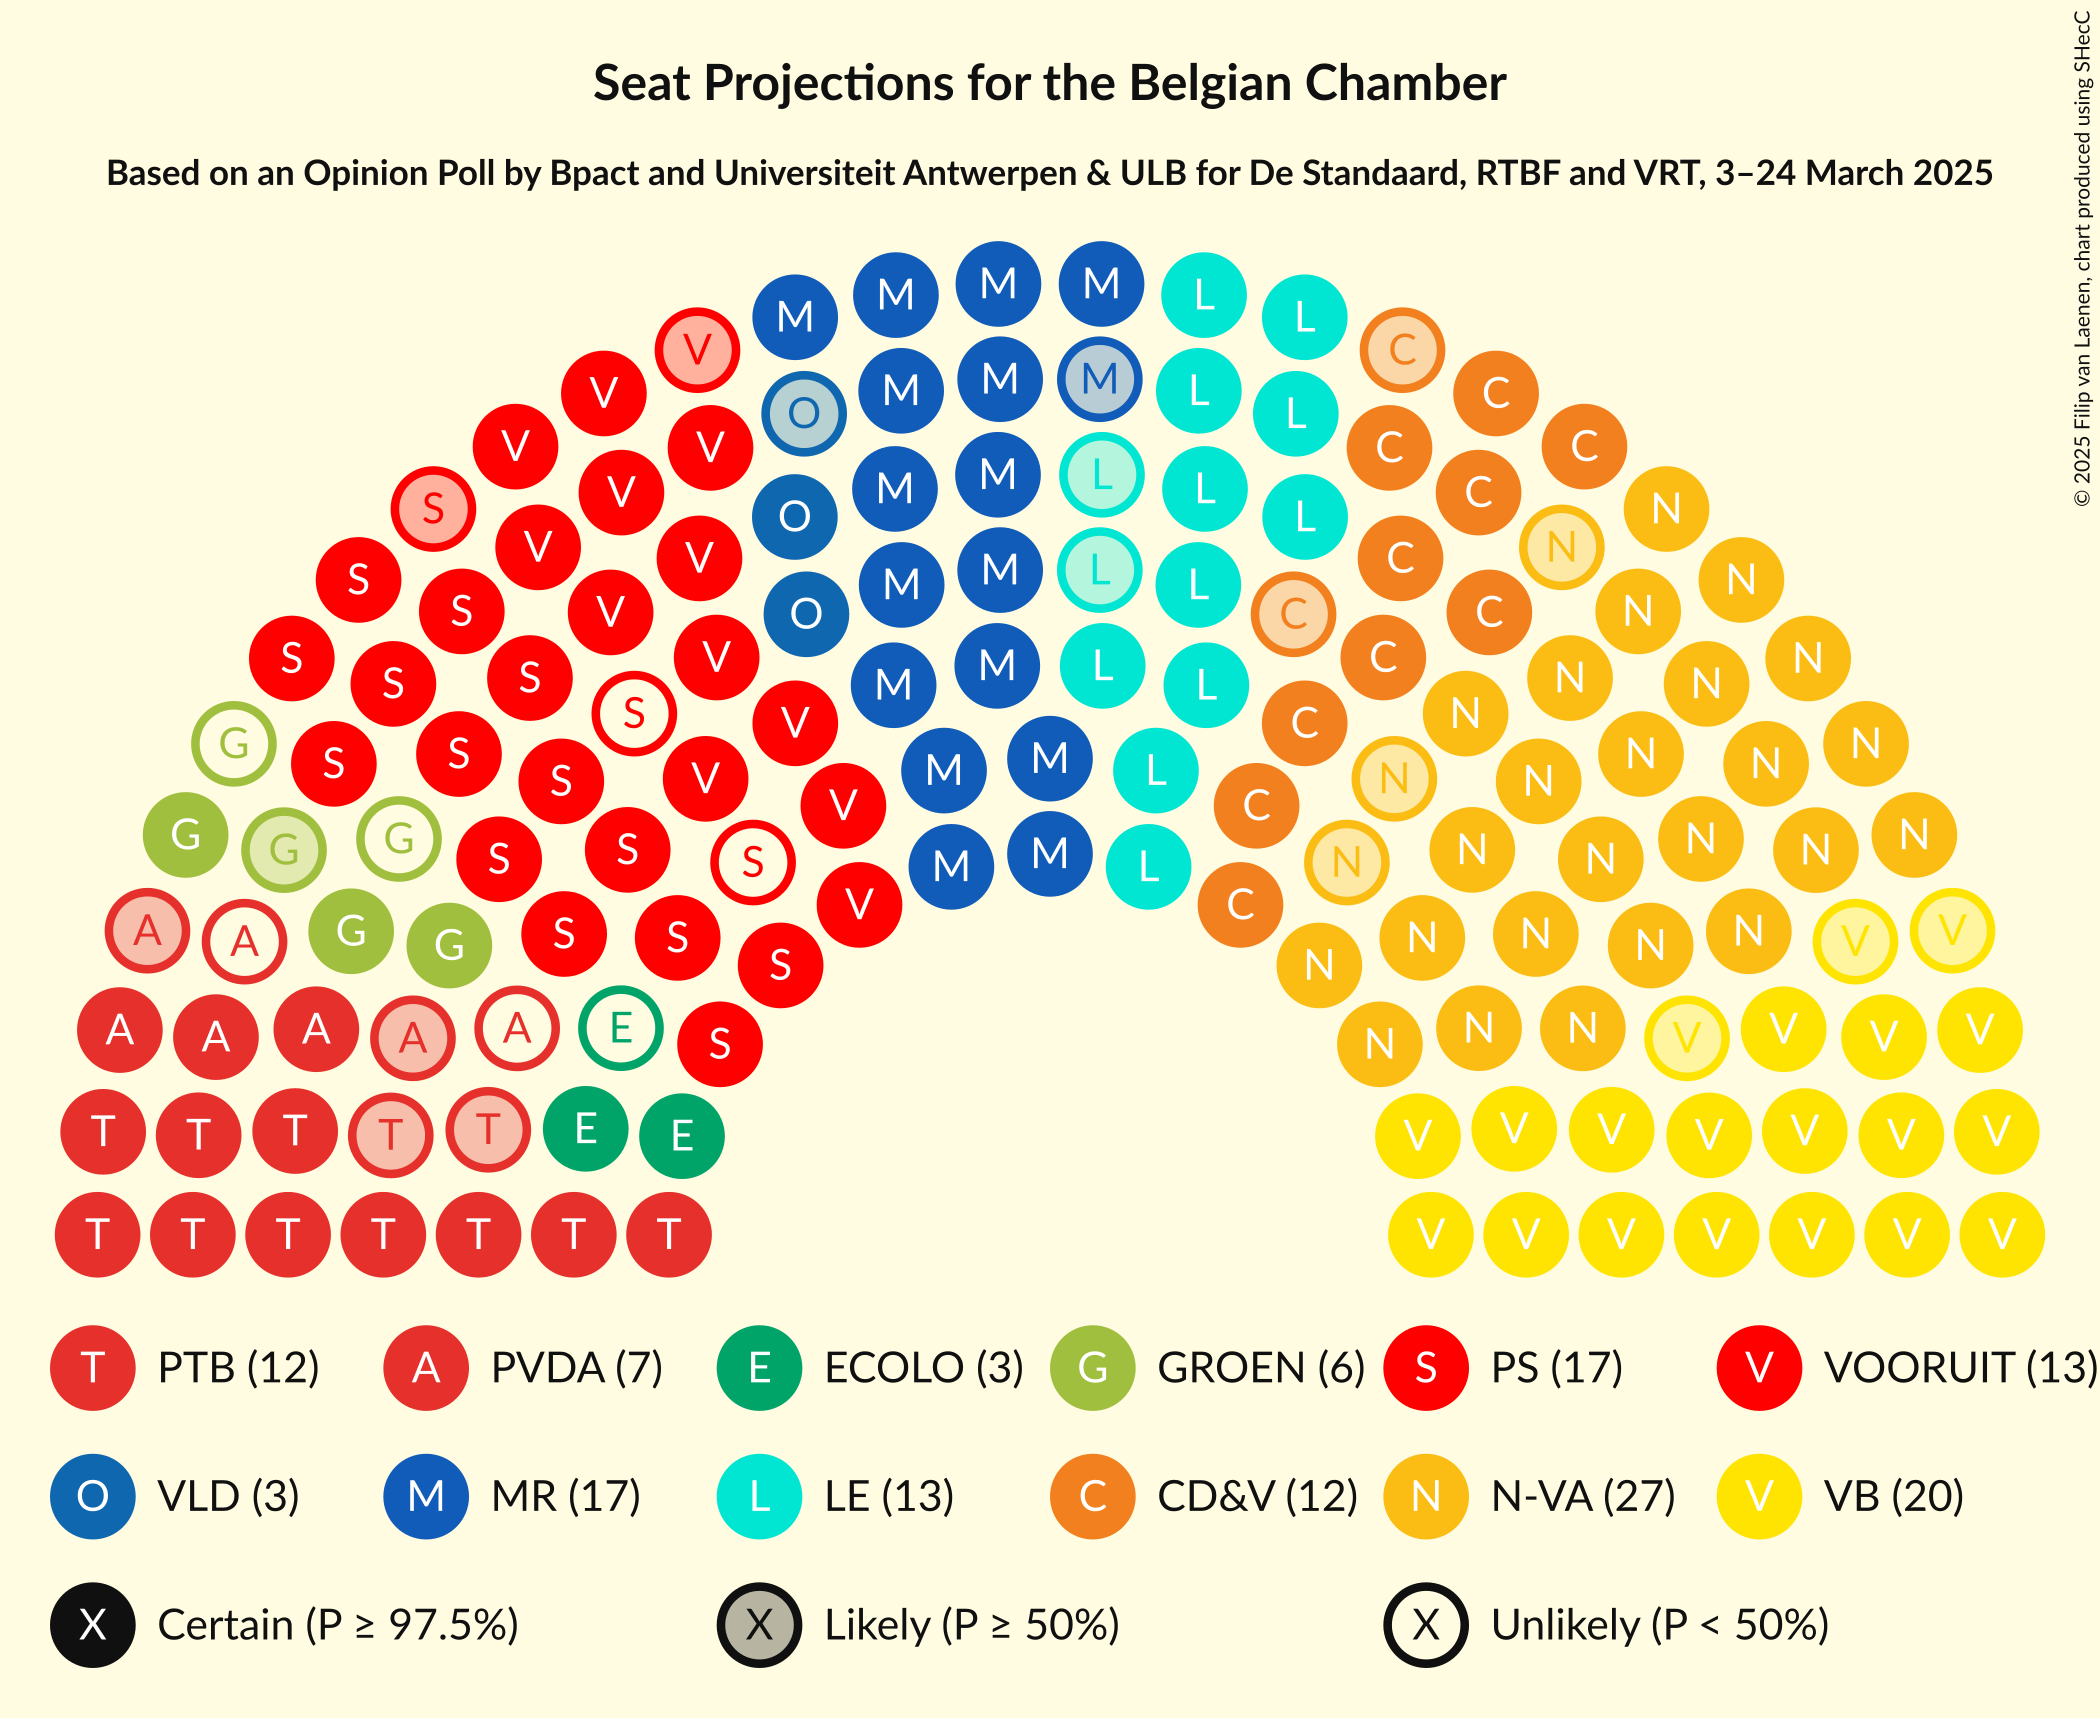 Seat Projections for the Belgian Chamber
Based on an Opinion Poll by Bpact and Universiteit Antwerpen & ULB for De Standaard, RTBF and VRT, 3–24 March 2025
© 2025 Filip van Laenen, chart produced using SHecC
M M M M L L
V M C
V O M M M L L C
V V C C
S V O M M L L L C C N N
S V V M M L L C C N N
S S V O C C N N
S S S V V M M L L C N N N N
G S S S S V V M M L C N N N N N N
G G G S S S V M M L C N N N N N N
A A G G S S S V C N N N N N V V
A A A A A E S N N N V V V V
T T T T T E E V V V V V V V
T T T T T T T V V V V V V V
T PTB (12) A PVDA (7) E ECOLO (3) G GROEN (6) S PS (17) V VOORUIT (13)
O VLD (3) M MR (17) L LE (13) C CD&V (12) N N-VA (27) V VB (20)
X Certain (P ≥ 97.5%) X Likely (P ≥ 50%) X Unlikely (P < 50%)